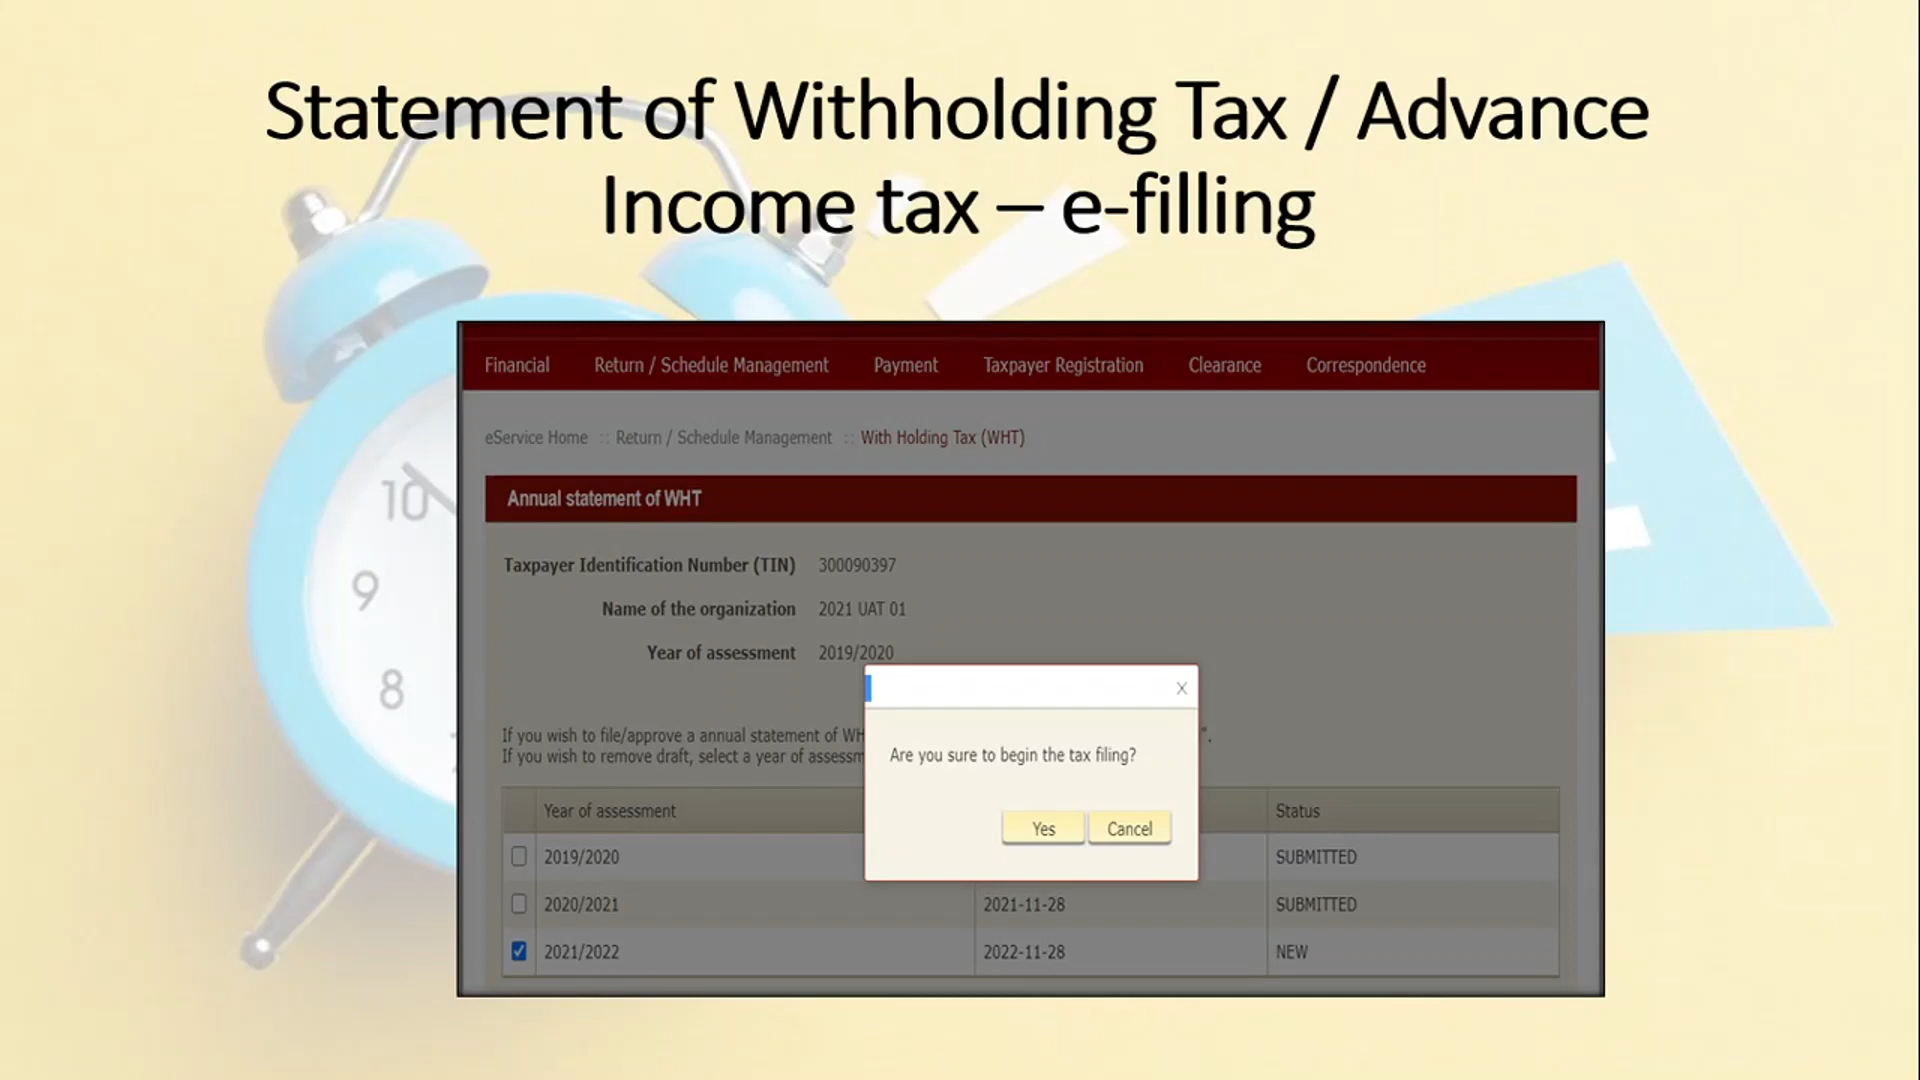 Statement of Withholding Tax / Advance
Income tax – e-filling
Financial Return / Schedule Management Payment Taxpayer Registration Clearance Correspondence
eService Home :: Return / Schedule Management :: With Holding Tax (WHT)
Annual statement of WHT
Taxpayer Identification Number (TIN) 300090397
Name of the organization 2021 UAT 01
Year of assessment 2019/2020
X
If you wish to file/approve a annual statement of WH ".
If you wish to remove draft, select a year of assessm
Are you sure to begin the tax filing?
Yes Cancel
Year of assessment Status
2019/2020 SUBMITTED
2020/2021 2021-11-28 SUBMITTED
2021/2022 2022-11-28 NEW
10
9
8